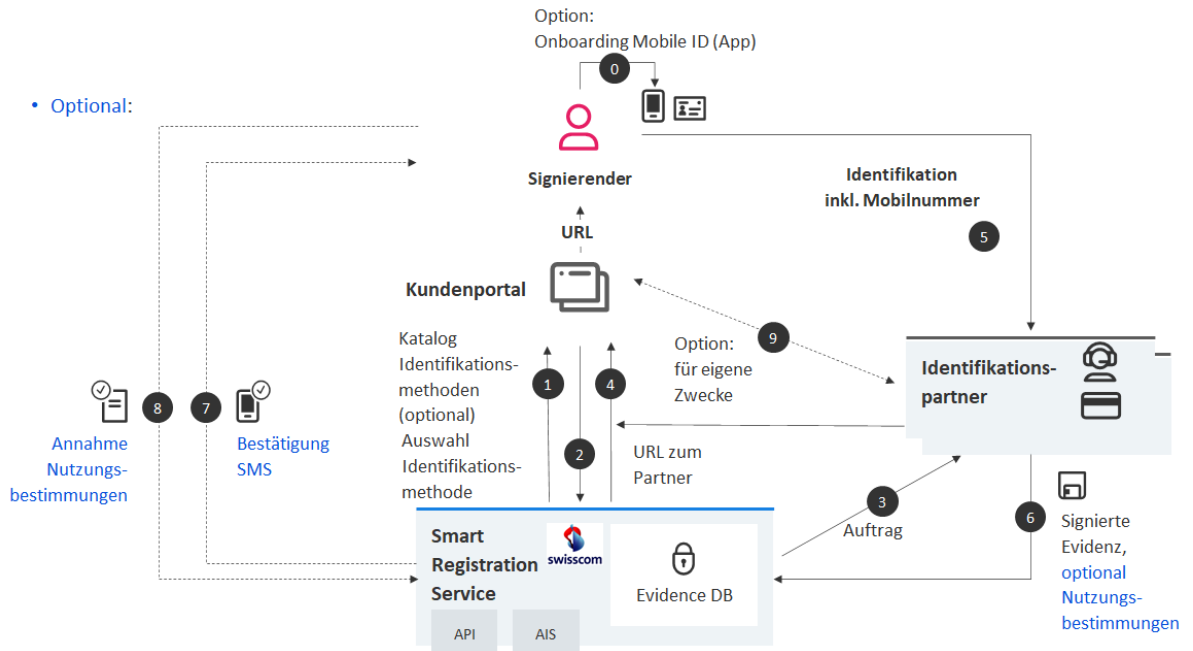 Option:
Onboarding Mobile ID (App)
0
• Optional:
Signierender
Identifikation
inkl. Mobilnummer
5
URL
Kundenportal
Katalog
Identifikations-
methoden
(optional)
Auswahl
Identifikations-
methode
1
2
4
9
Option:
für eigene
Zwecke
Identifikations-
partner
8
7
Annahme
Nutzungs-
bestimmungen
Bestätigung
SMS
URL zum
Partner
3
Auftrag
6
Signierte
Evidenz,
optional
Nutzungs-
bestimmungen
Smart
Registration
Service
swisscom
Evidence DB
API
AIS